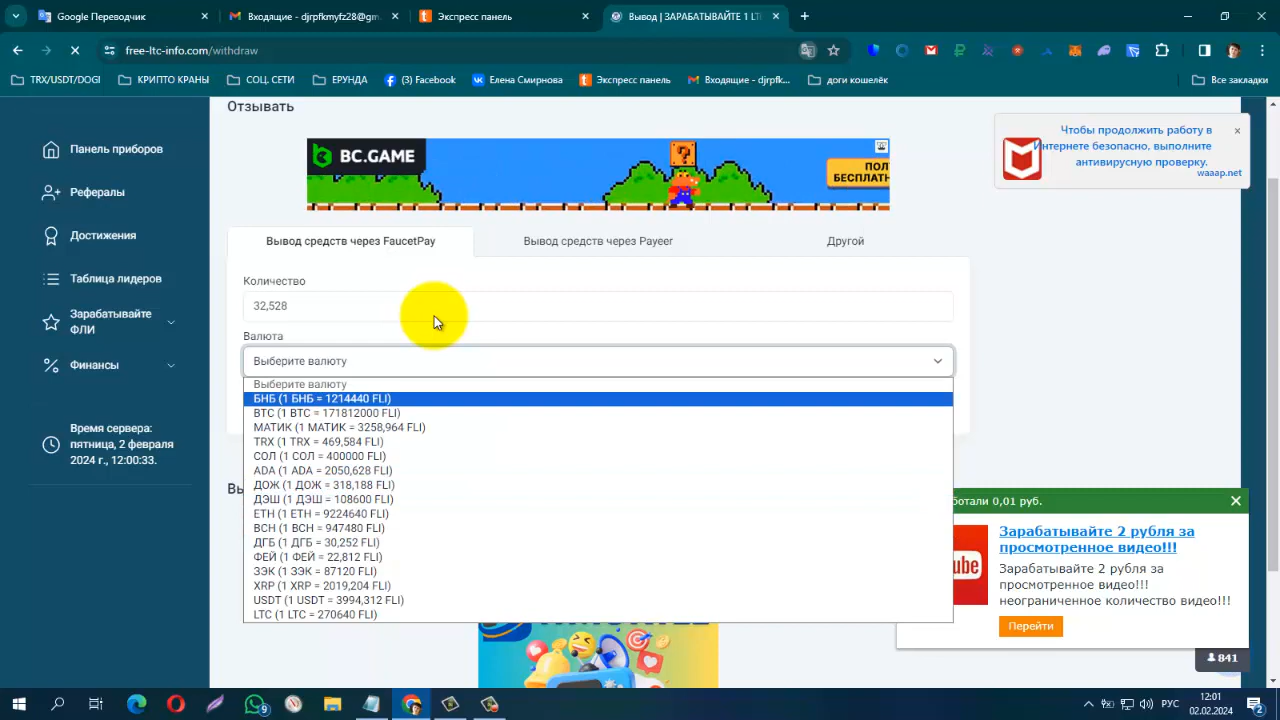 Google Переводчик
Входящие - djrpfkmyfz28@gm
Экспресс панель
Вывод | ЗАРАБАТЫВАЙТЕ 1 LT
free-ltc-info.com/withdraw
TRX/USDT/DOGI
КРИПТО КРАНЫ
СОЦ. СЕТИ
ЕРУНДА
(3) Facebook
Елена Смирнова
Экспресс панель
Входящие - djrpfk...
доги кошелёк
Все закладки
Панель приборов
Рефералы
Достижения
Таблица лидеров
Зарабатывайте
ФЛИ
Финансы
Время сервера:
пятница, 2 февраля
2024 г., 12:00:33.
Отзывать
BC.GAME
ПОЛ
БЕСПЛАТН
Чтобы продолжить работу в
Интернете безопасно, выполните
антивирусную проверку.
waaap.net
Вывод средств через FaucetPay
Вывод средств через Payeer
Другой
Количество
32,528
Валюта
Выберите валюту
Выберите валюту
БНБ (1 БНБ = 1214440 FLI)
BTC (1 BTC = 171812000 FLI)
МАТИК (1 МАТИК = 3258,964 FLI)
TRX (1 TRX = 469,584 FLI)
СОЛ (1 СОЛ = 400000 FLI)
ADA (1 ADA = 2050,628 FLI)
ДОЖ (1 ДОЖ = 318,188 FLI)
ДЭШ (1 ДЭШ = 108600 FLI)
ETH (1 ETH = 9224640 FLI)
BCH (1 BCH = 947480 FLI)
ДГБ (1 ДГБ = 30,252 FLI)
ФЕЙ (1 ФЕЙ = 22,812 FLI)
ЗЭК (1 ЗЭК = 87120 FLI)
XRP (1 XRP = 2019,204 FLI)
USDT (1 USDT = 3994,312 FLI)
LTC (1 LTC = 270640 FLI)
Вы
ботали 0,01 руб.
ube
Зарабатывайте 2 рубля за
просмотренное видео!!!
Зарабатывайте 2 рубля за
просмотренное видео!!!
неограниченное количество видео!!!
Перейти
841
9
РУС
12:01
02.02.2024
2